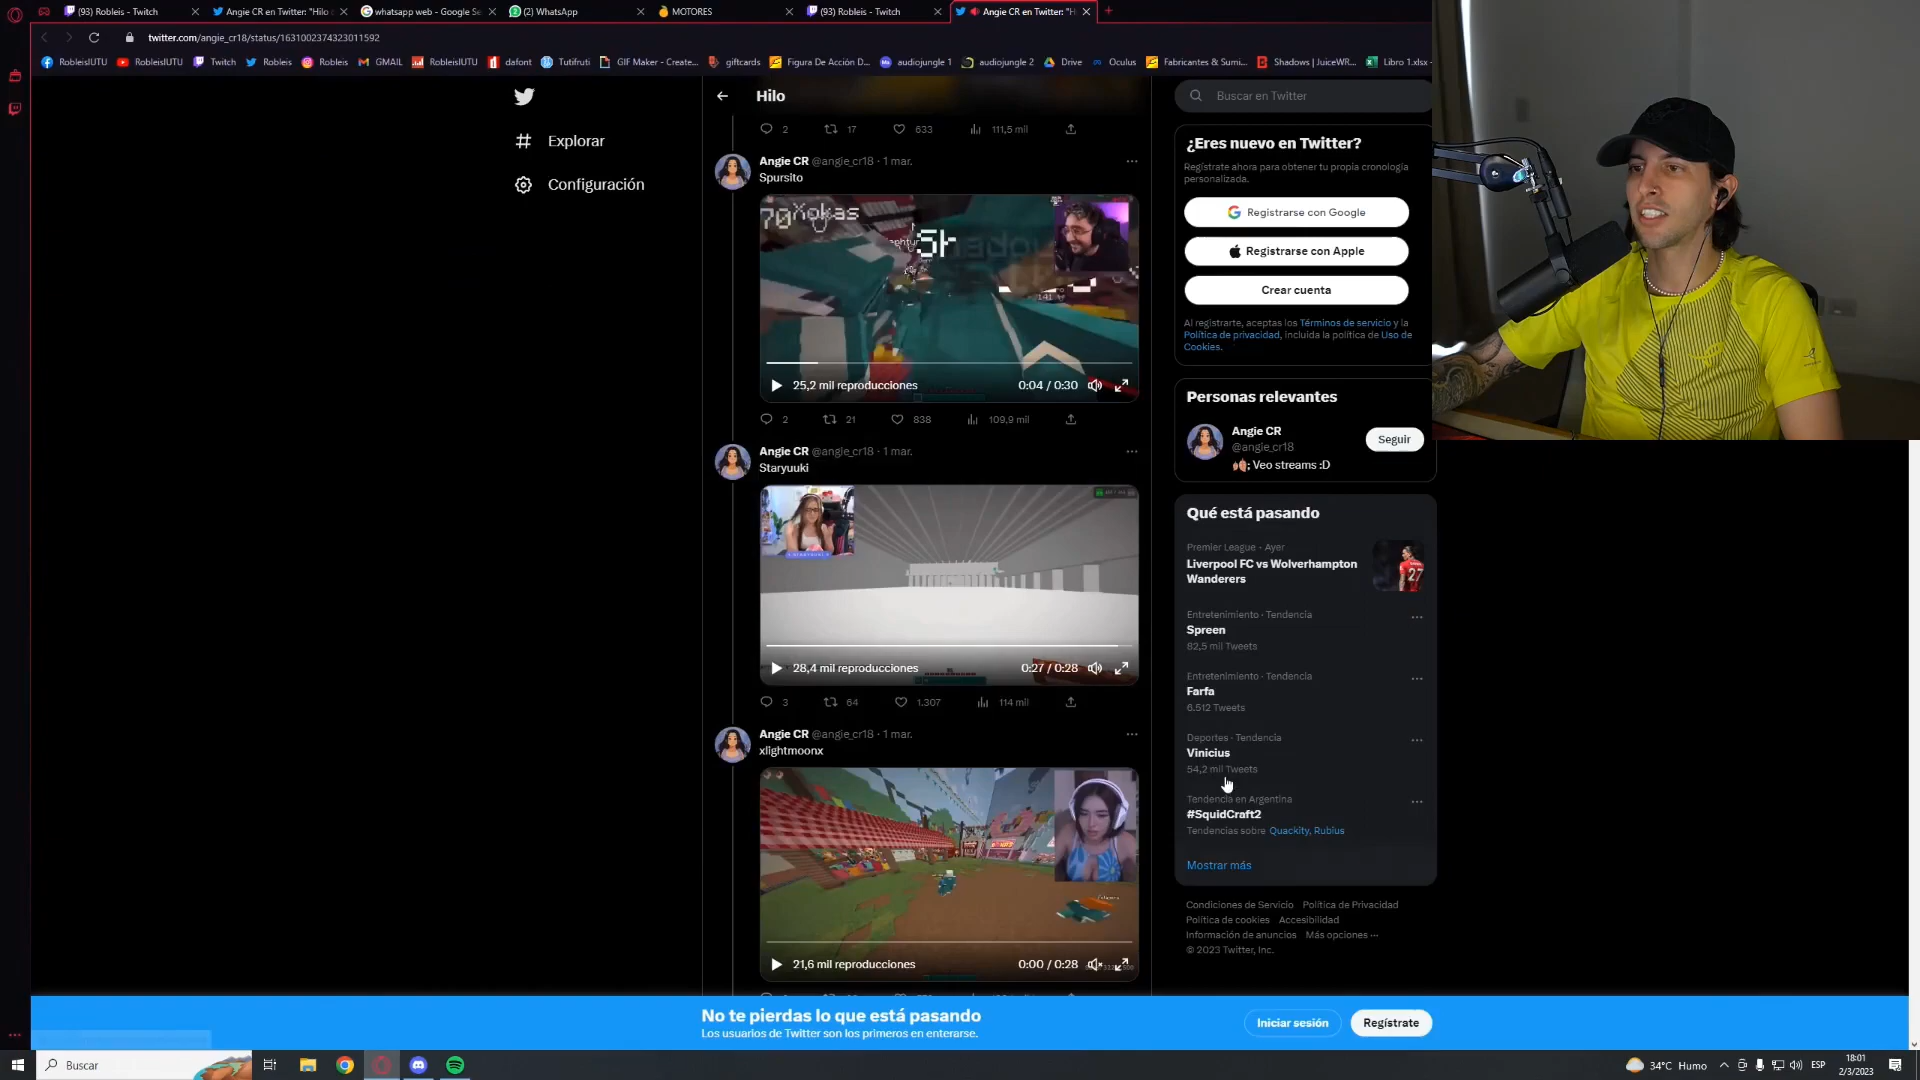 (93) Robleis - Twitch
Angie CR en Twitter: "Hilo
whatsapp web - Google Se
(2) WhatsApp
MOTORES
(93) Robleis - Twitch
Angie CR en Twitter: "H
twitter.com/angie_cr18/status/1631002374323011592
RobleisIUTU
RobleisIUTU
Twitch
Robleis
Robleis
GMAIL
RobleisIUTU
dafont
Tutifruti
GIF Maker - Create...
giftcards
Figura De Acción D...
audiojungle 1
audiojungle 2
Drive
Oculus
Fabricantes & Sumi...
Shadows | JuiceWR...
Libro 1.xlsx
Explorar
Configuración
Hilo
2 17 633 111,5 mil
Angie CR @angie_cr18 · 1 mar.
Spursito
70 Xokas
25,2 mil reproducciones
0:04 / 0:30
2 21 838 109,9 mil
Angie CR @angie_cr18 · 1 mar.
Staryuuki
28,4 mil reproducciones
0:27 / 0:28
3 64 1.307 114 mil
Angie CR @angie_cr18 · 1 mar.
xlightmoonx
21,6 mil reproducciones
0:00 / 0:28
Buscar en Twitter
¿Eres nuevo en Twitter?
Regístrate ahora para obtener tu propia cronología
personalizada.
Registrarse con Google
Registrarse con Apple
Crear cuenta
Al registrarte, aceptas los Términos de servicio y la
Política de privacidad, incluida la política de Uso de
Cookies.
Personas relevantes
Angie CR
@angie_cr18
Seguir
; Veo streams :D
Qué está pasando
Premier League · Ayer
Liverpool FC vs Wolverhampton
Wanderers
27
Entretenimiento · Tendencia
Spreen
82,5 mil Tweets
Entretenimiento · Tendencia
Farfa
6.512 Tweets
Deportes · Tendencia
Vinicius
54,2 mil Tweets
Tendencia en Argentina
#SquidCraft2
Tendencias sobre Quackity, Rubius
Mostrar más
Condiciones de Servicio Política de Privacidad
Política de cookies Accesibilidad
Información de anuncios Más opciones ···
© 2023 Twitter, Inc.
No te pierdas lo que está pasando
Los usuarios de Twitter son los primeros en enterarse.
Iniciar sesión
Regístrate
Buscar
34°C Humo
ESP
18:01
2/3/2023